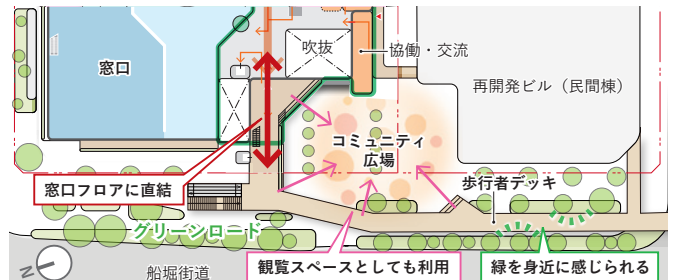 吹抜
協働・交流
窓口
再開発ビル（民間棟）
コミュニティ
広場
窓口フロアに直結
歩行者デッキ
グリーンロード
観覧スペースとしても利用
緑を身近に感じられる
船堀街道
N